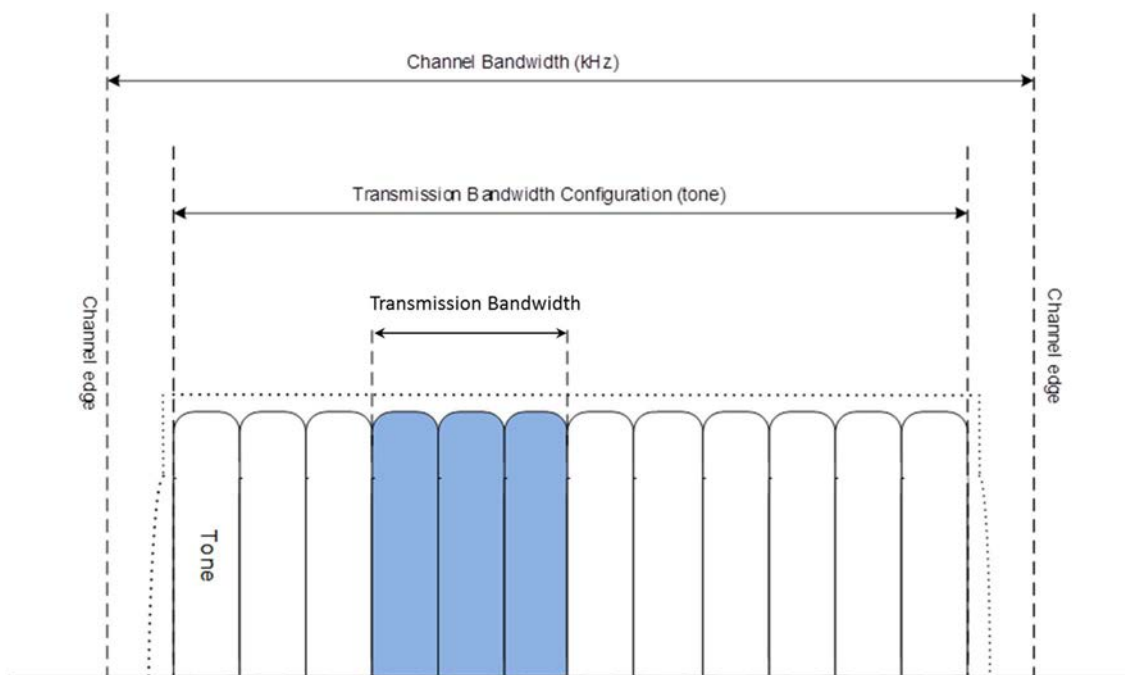 Channel Bandwidth (kHz)
Transmission Bandwidth Configuration (tone)
Transmission Bandwidth
Channel edge
Channel edge
Tone